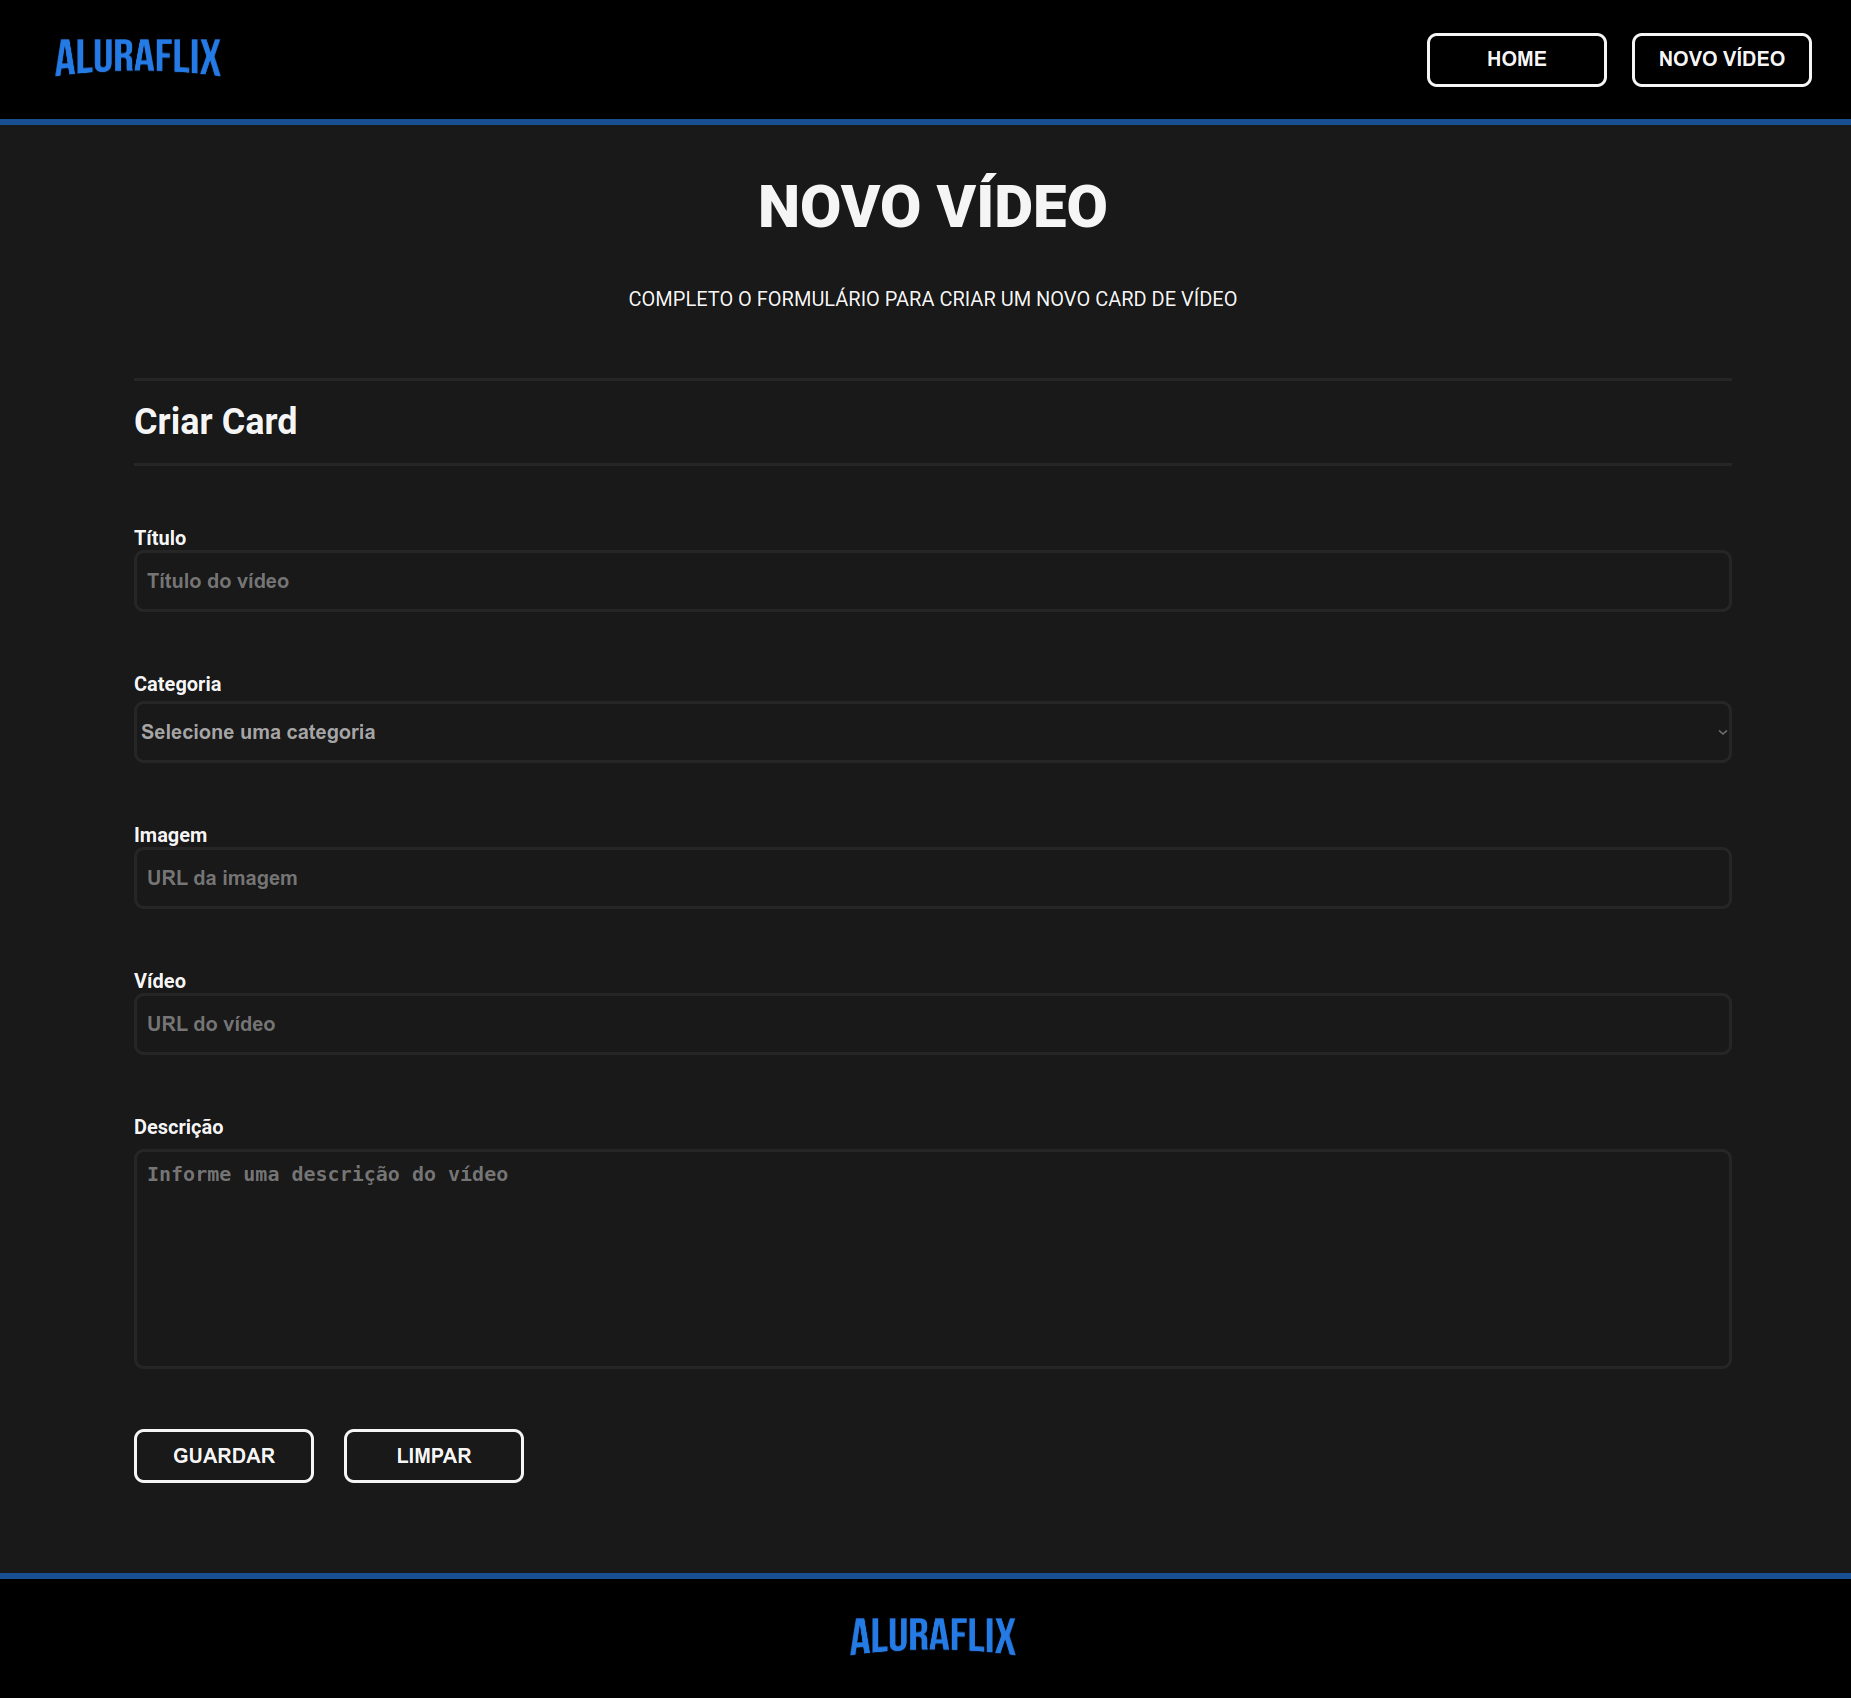 ALURAFLIX
HOME
NOVO VÍDEO
NOVO VÍDEO
COMPLETO O FORMULÁRIO PARA CRIAR UM NOVO CARD DE VÍDEO
Criar Card
Título
Título do vídeo
Categoria
Selecione uma categoria
Imagem
URL da imagem
Vídeo
URL do vídeo
Descrição
Informe uma descrição do vídeo
GUARDAR
LIMPAR
ALURAFLIX